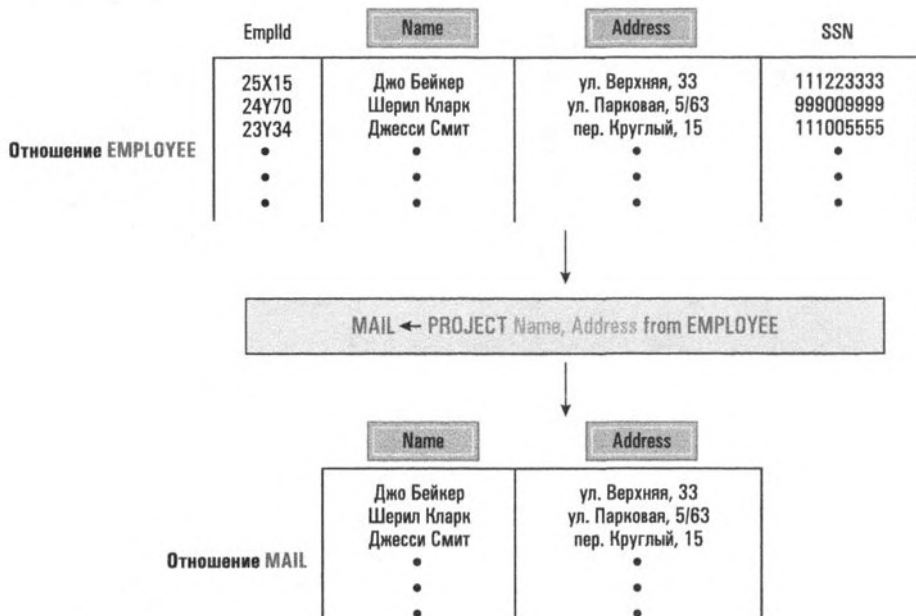 EmplId Name Address SSN
25X15 Джо Бейкер ул. Верхняя, 33 111223333
24Y70 Шерил Кларк ул. Парковая, 5/63 999009999
23Y34 Джесси Смит пер. Круглый, 15 111005555
Отношение EMPLOYEE
MAIL ← PROJECT Name, Address from EMPLOYEE
Name Address
Джо Бейкер ул. Верхняя, 33
Шерил Кларк ул. Парковая, 5/63
Джесси Смит пер. Круглый, 15
Отношение MAIL